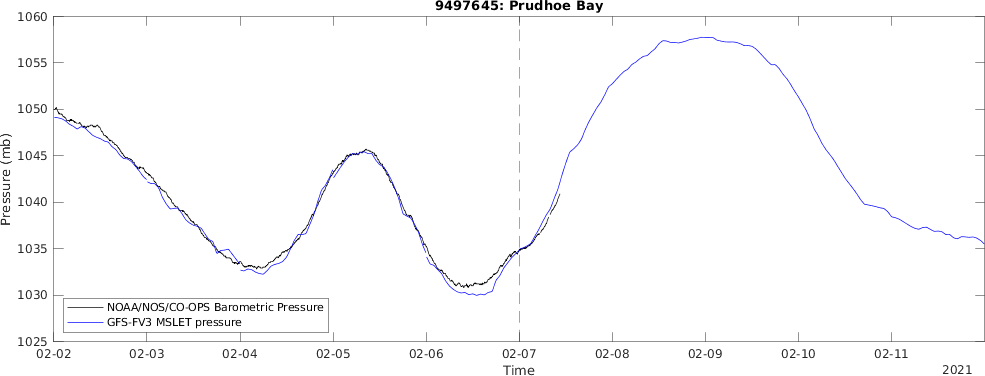 9497645: Prudhoe Bay
1060
1055
1050
1045
1040
1035
1030
1025
Pressure (mb)
NOAA/NOS/CO-OPS Barometric Pressure
GFS-FV3 MSLET pressure
02-02 02-03 02-04 02-05 02-06 02-07 02-08 02-09 02-10 02-11
Time
2021